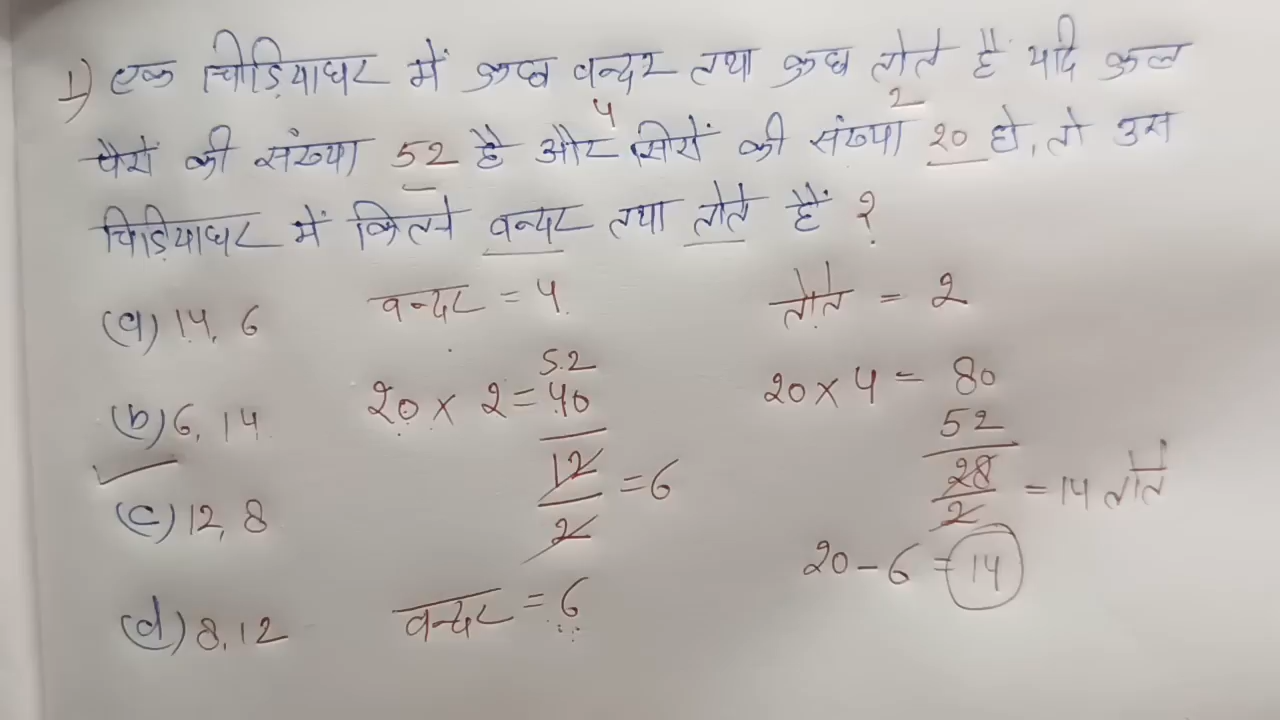 1) एक चिड़ियाघर में कुछ बन्दर तथा कुछ तोते है यदि कुल
4 2
पैरों की संख्या 52 है और सिरों की संख्या 20 हो, तो उस
चिड़ियाघर में कितने बन्दर तथा तोते हैं ?
(a) 14, 6 बन्दर = 4 तोते = 2
52
(b) 6, 14 20 × 2 = 40 20 × 4 = 80
52
12/2 = 6 28/2 = 14 तोते
(c) 12, 8
20 - 6 = 14
(d) 8, 12 बन्दर = 6